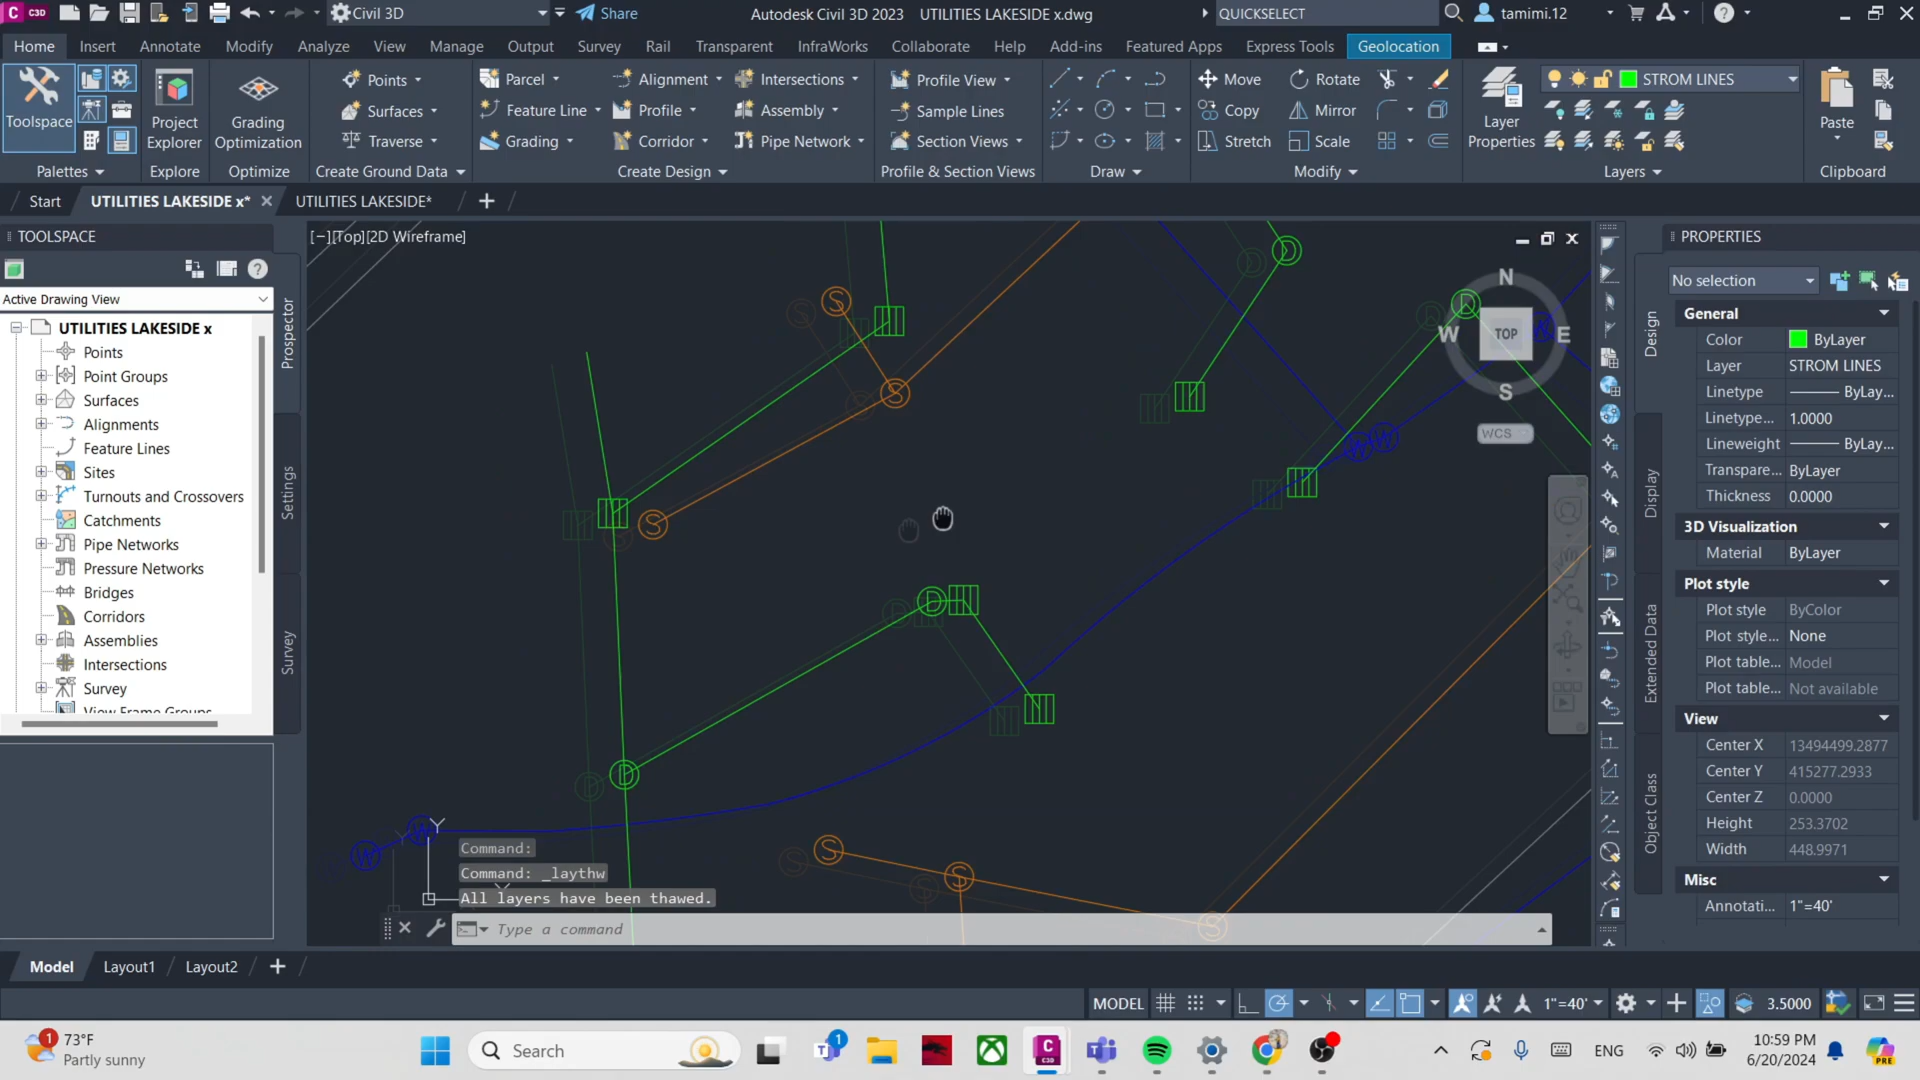 C3D
Civil 3D
Share
Autodesk Civil 3D 2023
UTILITIES LAKESIDE x.dwg
QUICKSELECT
tamimi.12
Home
Insert
Annotate
Modify
Analyze
View
Manage
Output
Survey
Rail
Transparent
InfraWorks
Collaborate
Help
Add-ins
Featured Apps
Express Tools
Geolocation
Toolspace
Project
Explorer
Grading
Optimization
Points
Surfaces
Traverse
Parcel
Feature Line
Grading
Alignment
Profile
Corridor
Intersections
Assembly
Pipe Network
Profile View
Sample Lines
Section Views
Move
Copy
Stretch
Rotate
Mirror
Scale
Layer
Properties
STROM LINES
Paste
Palettes
Explore
Optimize
Create Ground Data
Create Design
Profile & Section Views
Draw
Modify
Layers
Clipboard
Start
UTILITIES LAKESIDE x*
UTILITIES LAKESIDE*
TOOLSPACE
Active Drawing View
UTILITIES LAKESIDE x
Points
Point Groups
Surfaces
Alignments
Feature Lines
Sites
Turnouts and Crossovers
Catchments
Pipe Networks
Pressure Networks
Bridges
Corridors
Assemblies
Intersections
Survey
View Frame Groups
Prospector
Settings
Survey
[−][Top][2D Wireframe]
N
W
TOP
E
S
WCS
D
D
S
S
S
D
D
W
W
W
W
S
S
S
Y
Command:
Command: _laythw
All layers have been thawed.
Type a command
PROPERTIES
No selection
Design
Display
Extended Data
Object Class
General
Color ByLayer
Layer STROM LINES
Linetype ByLay...
Linetype... 1.0000
Lineweight ByLay...
Transpare... ByLayer
Thickness 0.0000
3D Visualization
Material ByLayer
Plot style
Plot style ByColor
Plot style... None
Plot table... Model
Plot table... Not available
View
Center X 13494499.2877
Center Y 415277.2933
Center Z 0.0000
Height 253.3702
Width 448.9971
Misc
Annotati... 1"=40'
Model
Layout1
Layout2
MODEL
1"=40'
3.5000
1
73°F
Partly sunny
Search
1
C
C3D
ENG
10:59 PM
6/20/2024
PRE